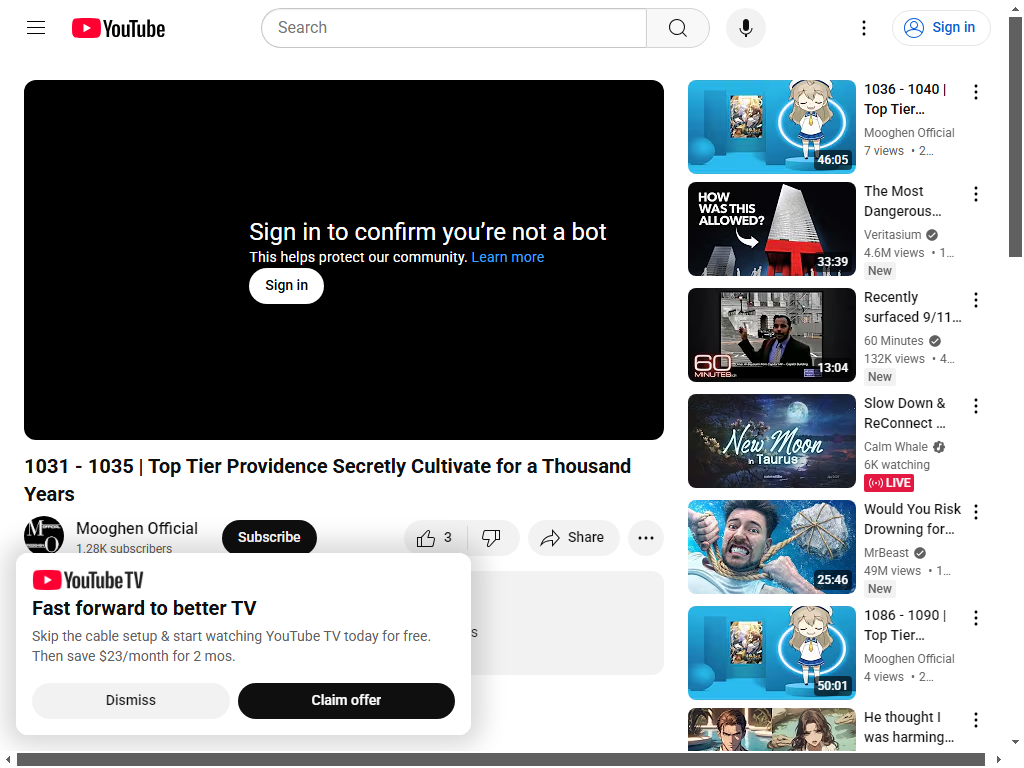 YouTube
Search
Sign in
Sign in to confirm you’re not a bot
This helps protect our community. Learn more
Sign in
1031 - 1035 | Top Tier Providence Secretly Cultivate for a Thousand
Years
Mooghen Official
1.28K subscribers
Subscribe
3
Share
s
YouTube TV
Fast forward to better TV
Skip the cable setup & start watching YouTube TV today for free.
Then save $23/month for 2 mos.
Dismiss
Claim offer
46:05
1036 - 1040 |
Top Tier…
Mooghen Official
7 views • 2…
HOW
WAS THIS
ALLOWED?
33:39
The Most
Dangerous…
Veritasium
4.6M views • 1…
New
60
MINUTES
13:04
Recently
surfaced 9/11…
60 Minutes
132K views • 4…
New
New Moon
in Taurus
Slow Down &
ReConnect …
Calm Whale
6K watching
LIVE
25:46
Would You Risk
Drowning for…
MrBeast
49M views • 1…
New
50:01
1086 - 1090 |
Top Tier…
Mooghen Official
4 views • 2…
He thought I
was harming…